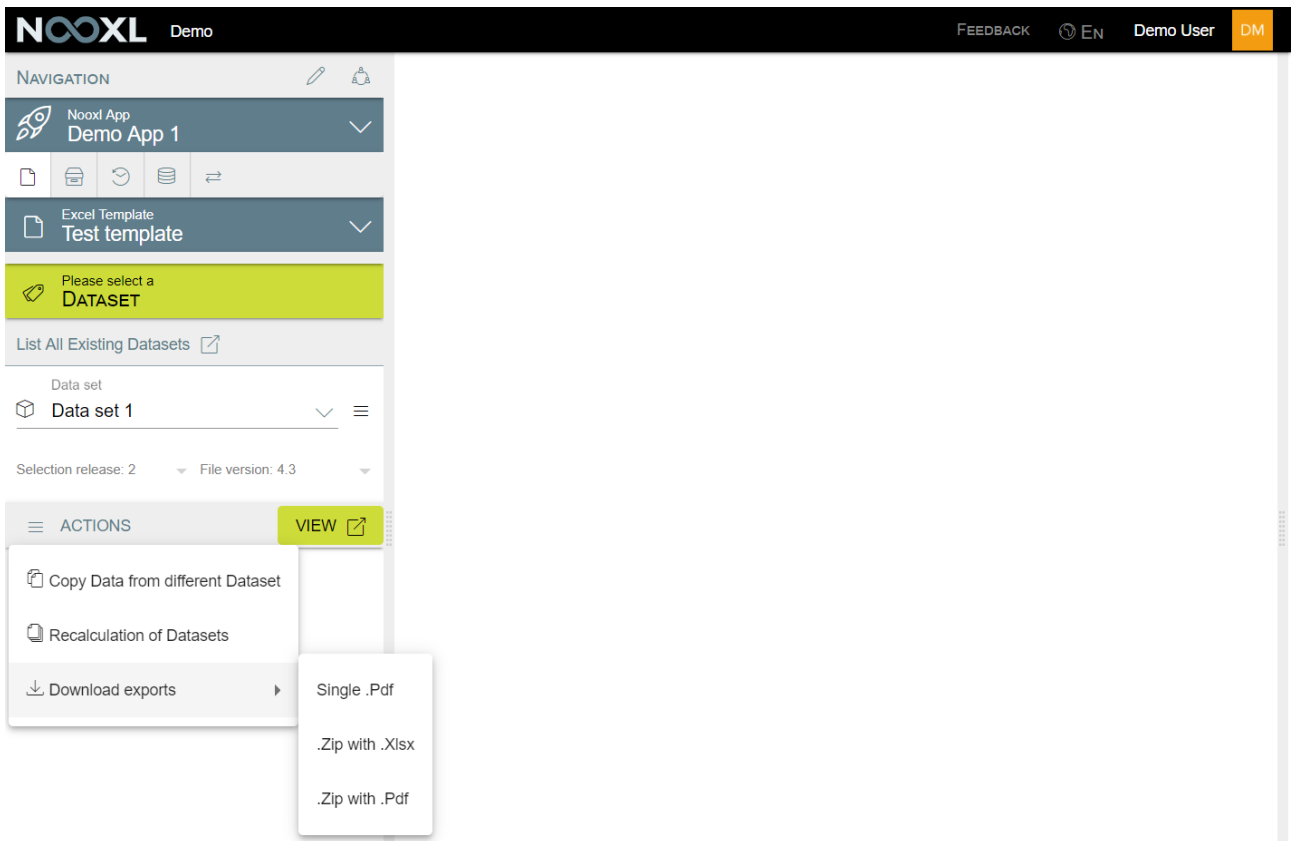 NOOXL Demo FEEDBACK EN Demo User DM
NAVIGATION
Nooxl App
Demo App 1
Excel Template
Test template
Please select a
DATASET
List All Existing Datasets
Data set
Data set 1
Selection release: 2 File version: 4.3
ACTIONS VIEW
Copy Data from different Dataset
Recalculation of Datasets
Download exports
Single .Pdf
.Zip with .Xlsx
.Zip with .Pdf